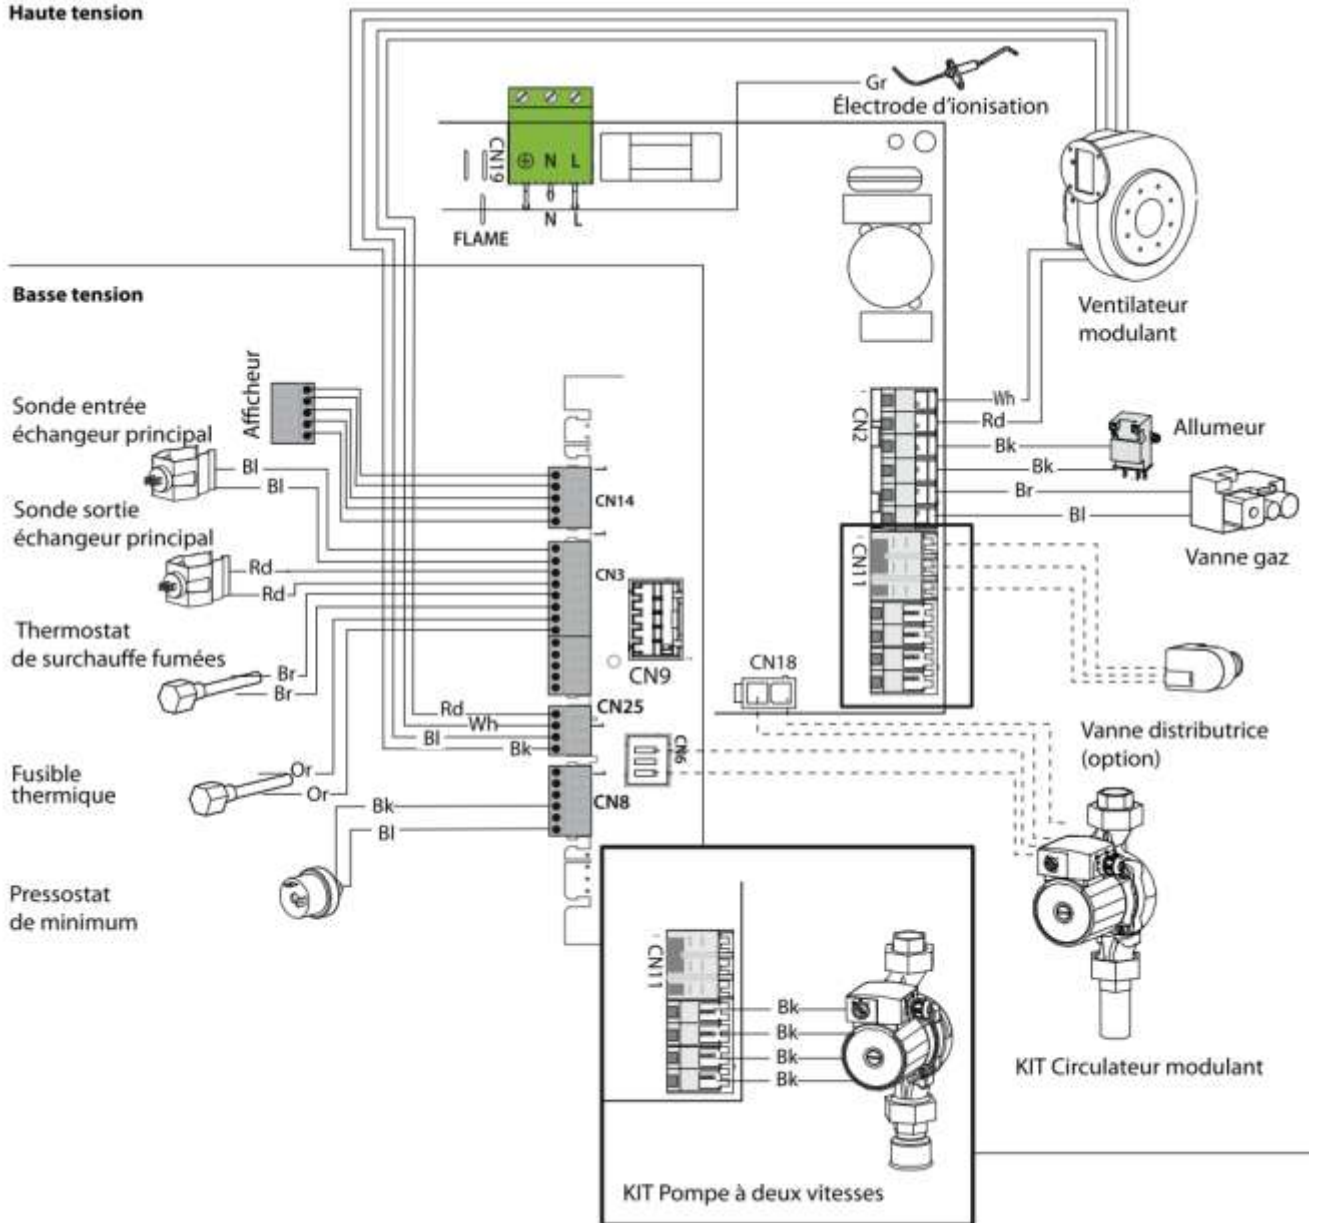 Haute tension
Gr
Électrode d'ionisation
CN19
N L
N L
FLAME
Basse tension
Ventilateur
modulant
Afficheur
Sonde entrée
échangeur principal
Bl
Bl
CN14
CN2
Wh
Rd
Bk
Bk
Br
Bl
Allumeur
Vanne gaz
Sonde sortie
échangeur principal
Rd
Rd
CN3
CN11
Thermostat
de surchauffe fumées
Br
Br
CN9
CN18
Rd
Wh
Bl
Bk
CN25
CN6
Vanne distributrice
(option)
Fusible
thermique
Or
Or
Bk
Bl
CN8
Pressostat
de minimum
CN11
Bk
Bk
Bk
Bk
KIT Circulateur modulant
KIT Pompe à deux vitesses